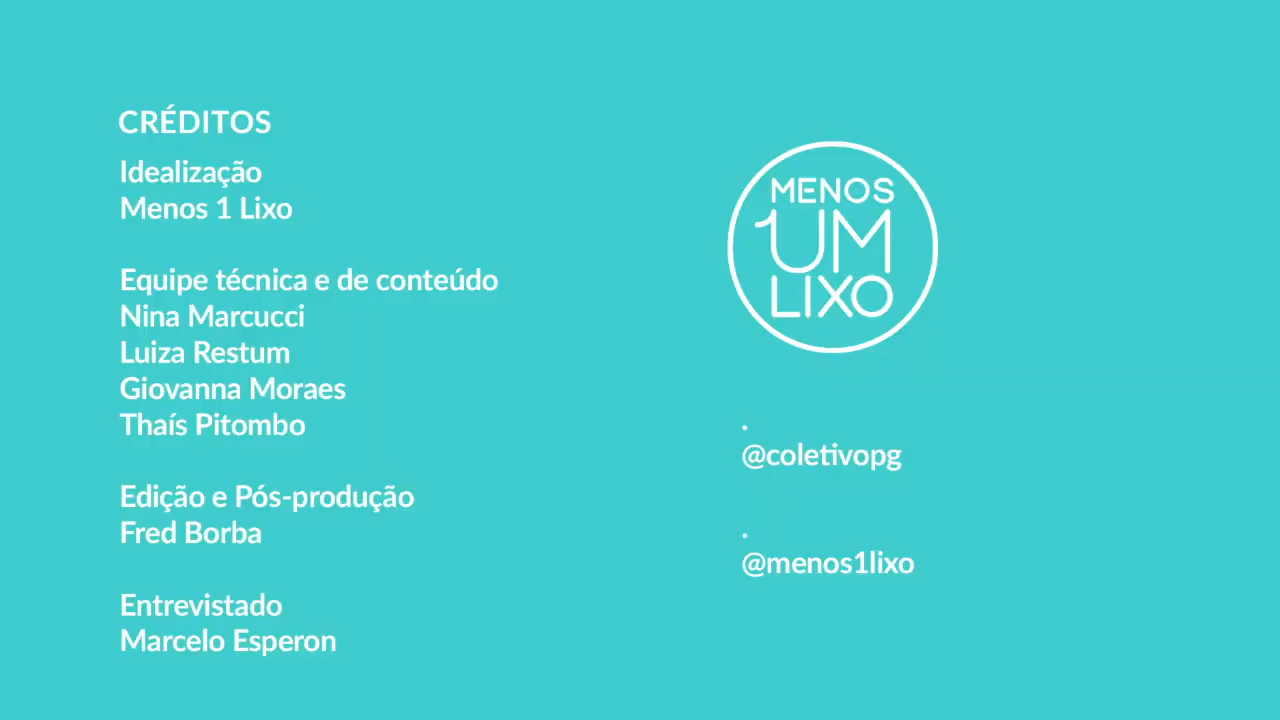 CRÉDITOS
Idealização
Menos 1 Lixo
Equipe técnica e de conteúdo
Nina Marcucci
Luiza Restum
Giovanna Moraes
Thaís Pitombo
Edição e Pós-produção
Fred Borba
Entrevistado
Marcelo Esperon
MENOS
1UM
LIXO
.
@coletivopg
.
@menos1lixo